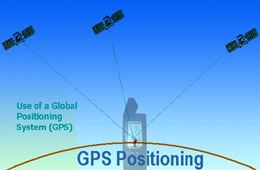 Use of a Global
Positioning
System (GPS)
GPS Positioning